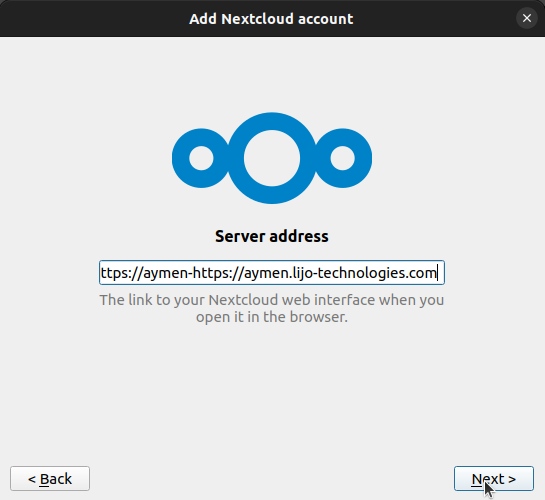 Add Nextcloud account
Server address
ttps://aymen-https://aymen.lijo-technologies.com
The link to your Nextcloud web interface when you
open it in the browser.
< Back
Next >